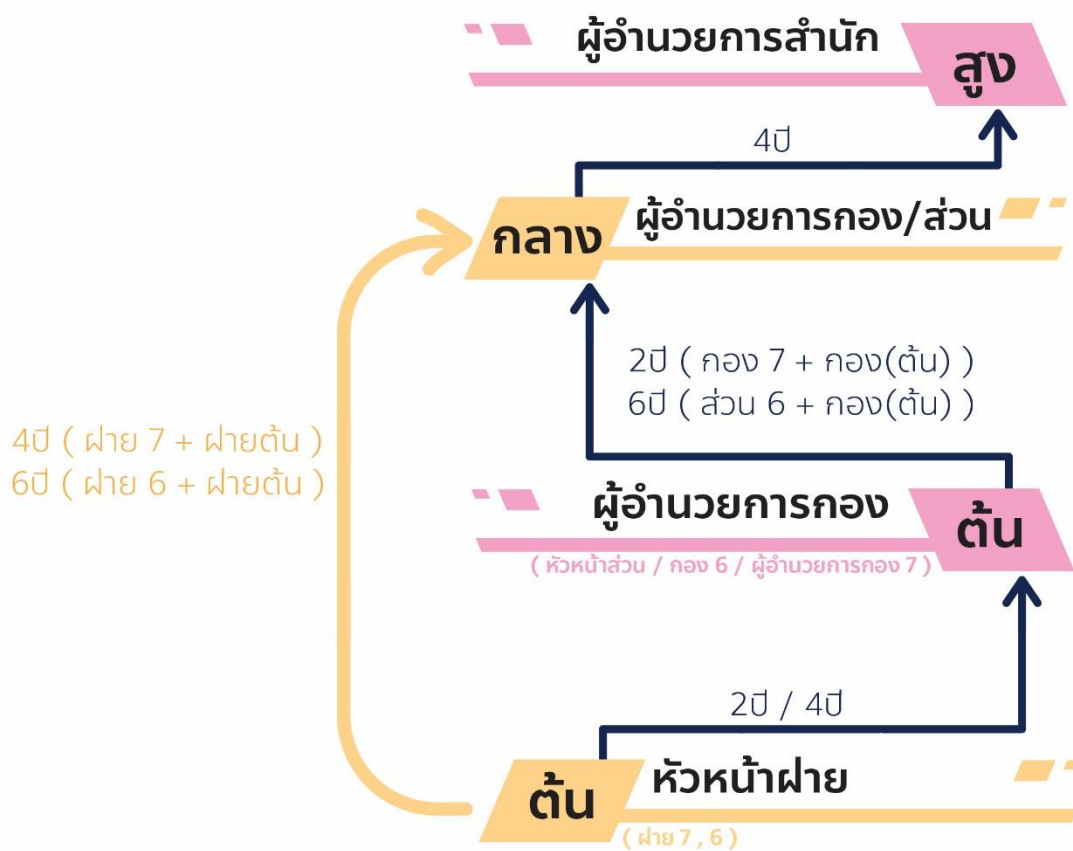 ผู้อำนวยการสำนัก
สูง
4ปี
กลาง
ผู้อำนวยการกอง/ส่วน
2ปี ( กอง 7 + กอง(ต้น) )
6ปี ( ส่วน 6 + กอง(ต้น) )
4ปี ( ฝ่าย 7 + ฝ่ายต้น )
6ปี ( ฝ่าย 6 + ฝ่ายต้น )
ผู้อำนวยการกอง
ต้น
( หัวหน้าส่วน / กอง 6 / ผู้อำนวยการกอง 7 )
2ปี / 4ปี
ต้น
หัวหน้าฝ่าย
( ฝ่าย 7 , 6 )